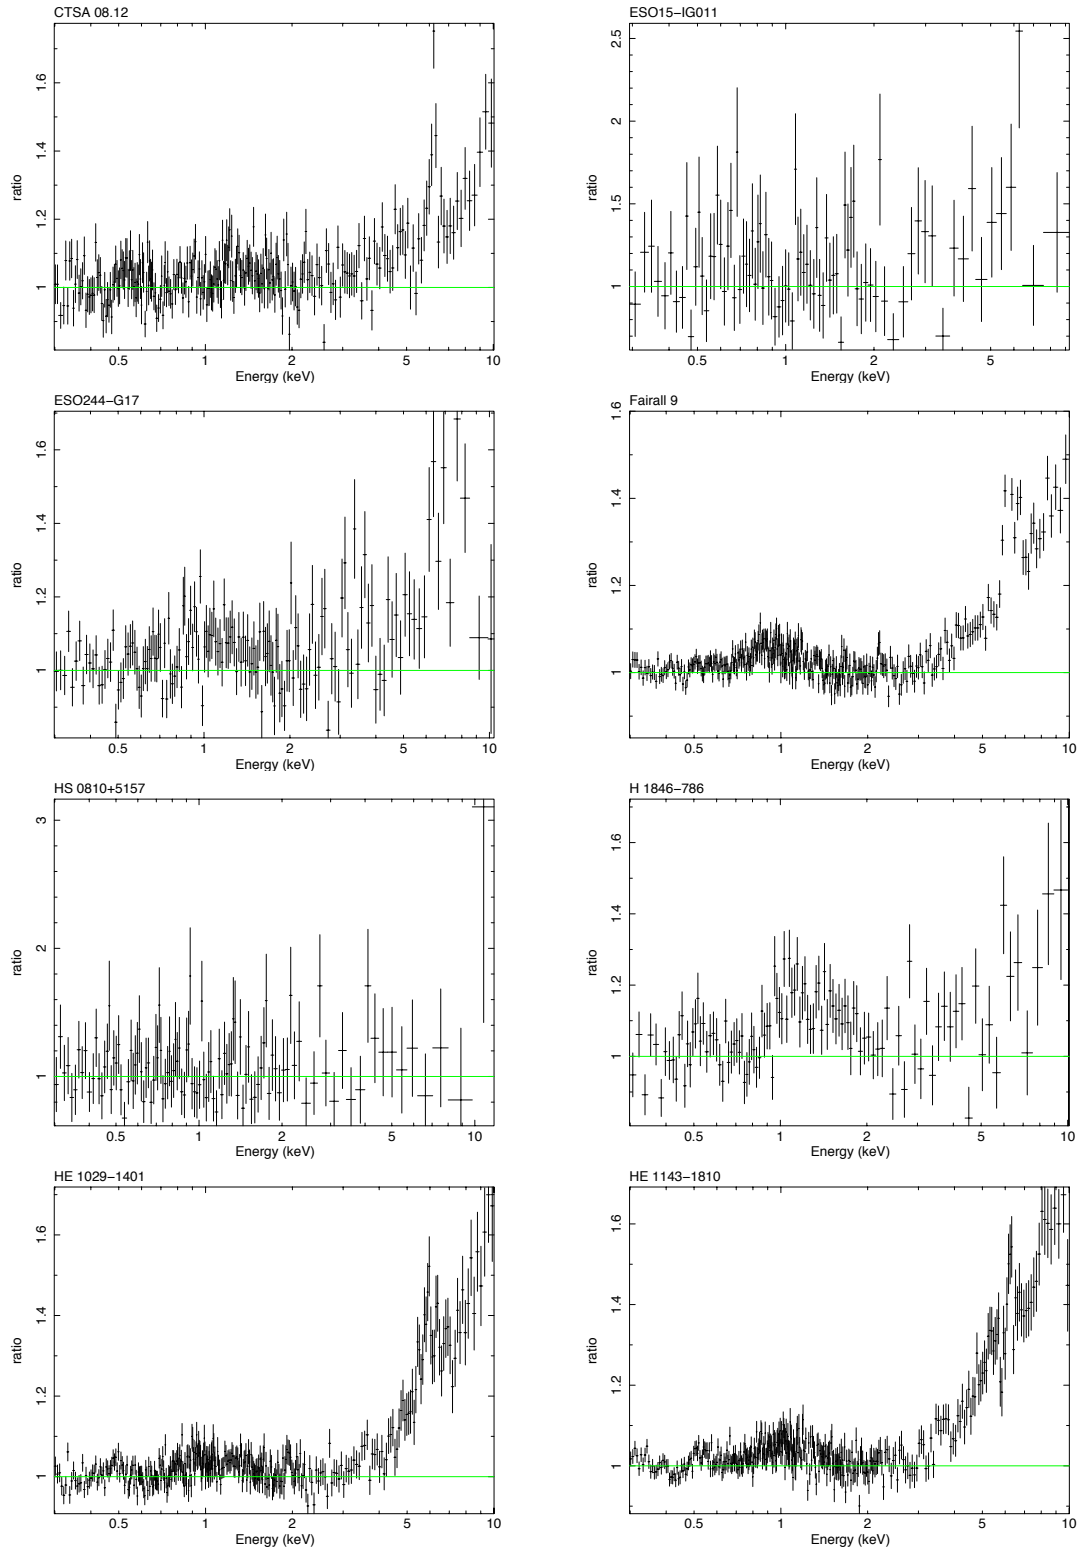 CTSA 08.12
ratio
1.6
1.4
1.2
1
0.5 1 2 5 10
Energy (keV)
ESO15−IG011
ratio
2.5
2
1.5
1
0.5 1 2 5
Energy (keV)
ESO244−G17
ratio
1.6
1.4
1.2
1
0.5 1 2 5 10
Energy (keV)
Fairall 9
ratio
1.6
1.4
1.2
1
0.5 1 2 5 10
Energy (keV)
HS 0810+5157
ratio
3
2
1
0.5 1 2 5 10
Energy (keV)
H 1846−786
ratio
1.6
1.4
1.2
1
0.5 1 2 5 10
Energy (keV)
HE 1029−1401
ratio
1.6
1.4
1.2
1
0.5 1 2 5 10
Energy (keV)
HE 1143−1810
ratio
1.6
1.4
1.2
1
0.5 1 2 5 10
Energy (keV)